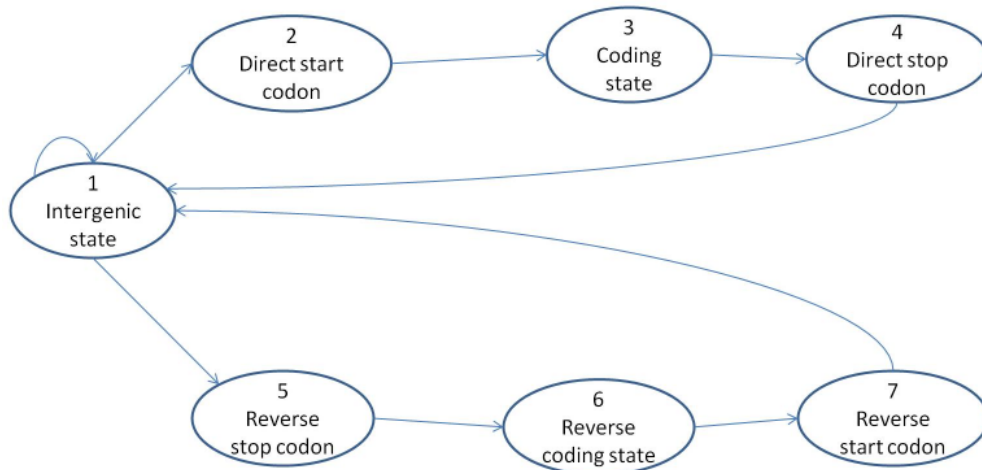 1
Intergenic
state
2
Direct start
codon
3
Coding
state
4
Direct stop
codon
5
Reverse
stop codon
6
Reverse
coding state
7
Reverse
start codon